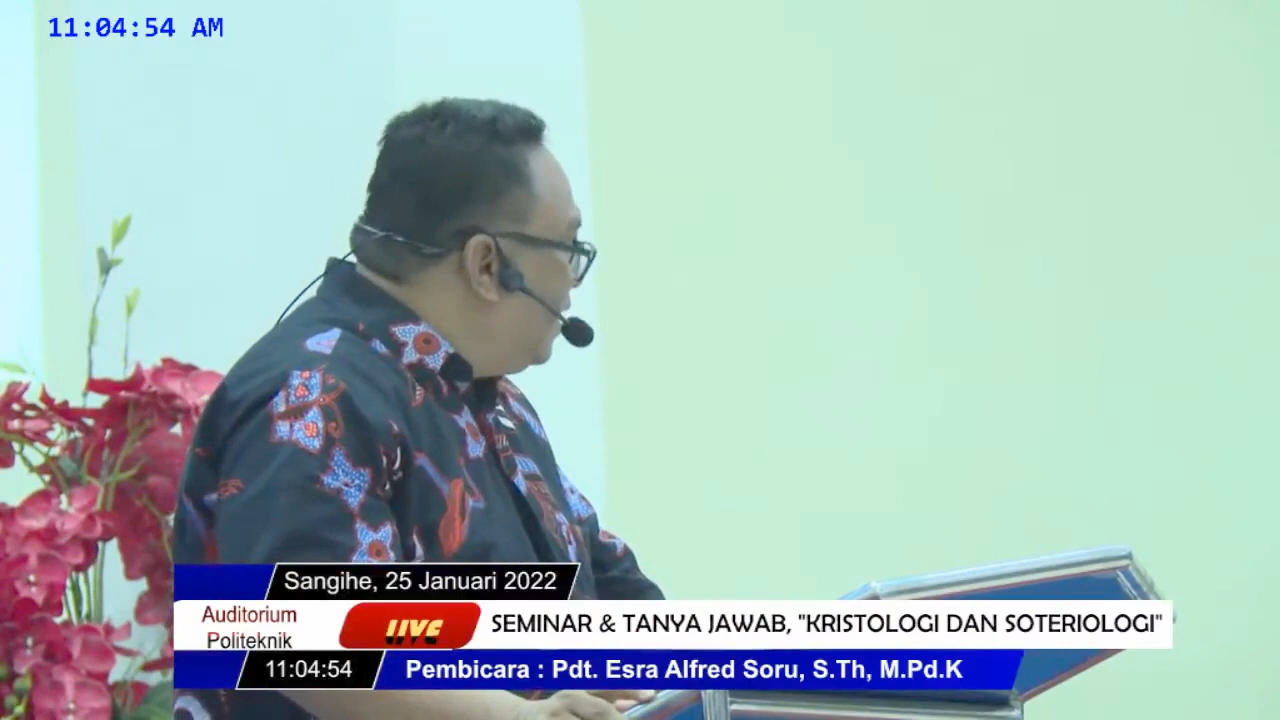 11:04:54 AM
Sangihe, 25 Januari 2022
Auditorium
Politeknik
LIVE
SEMINAR & TANYA JAWAB, "KRISTOLOGI DAN SOTERIOLOGI"
11:04:54
Pembicara : Pdt. Esra Alfred Soru, S.Th, M.Pd.K